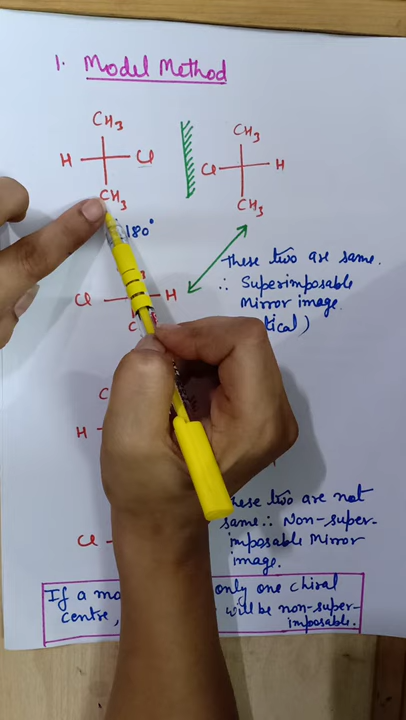 1. Model Method
CH3
H Cl
CH3
CH3
Cl H
CH3
180°
Cl H
These two are same.
∴ Superimposable
Mirror image
H
Cl
These two are not
same ∴ Non-super-
imposable Mirror
image.
If a only one chiral
centre, will be non-super-
imposable.